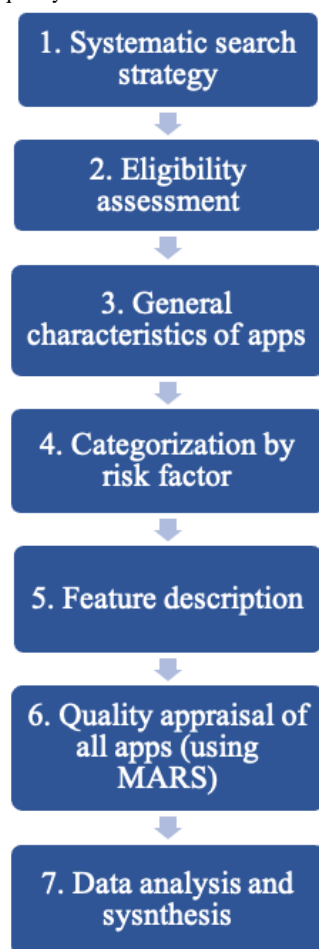 1. Systematic search
strategy
2. Eligibility
assessment
3. General
characteristics of apps
4. Categorization by
risk factor
5. Feature description
6. Quality appraisal of
all apps (using
MARS)
7. Data analysis and
sysnthesis